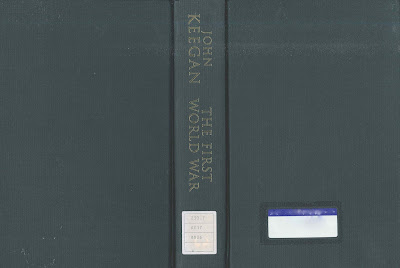 JOHN
KEEGAN
THE FIRST
WORLD WAR